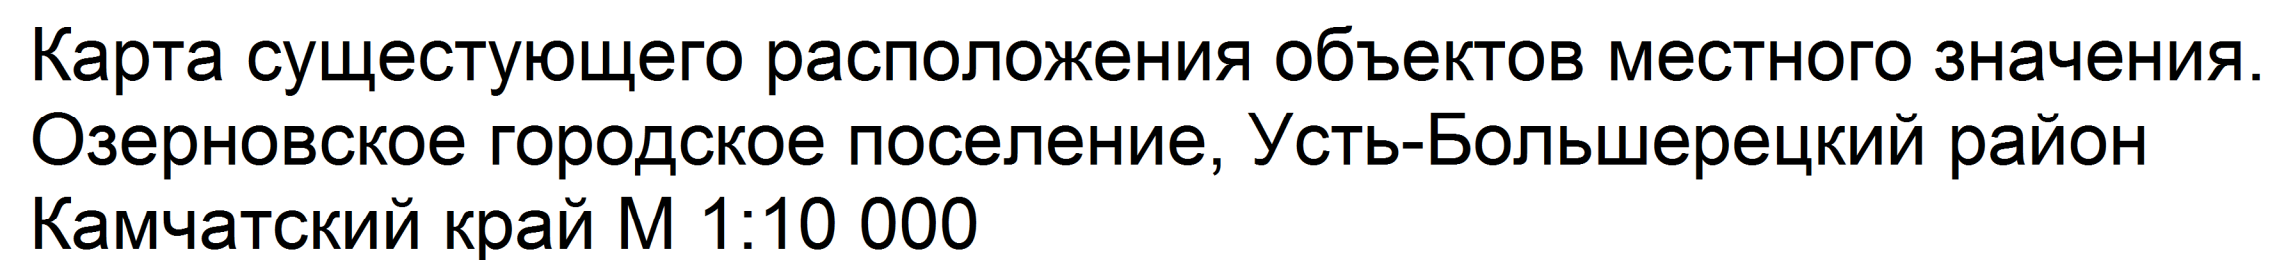 Карта сущестующего расположения объектов местного значения.
Озерновское городское поселение, Усть-Большерецкий район
Камчатский край М 1:10 000